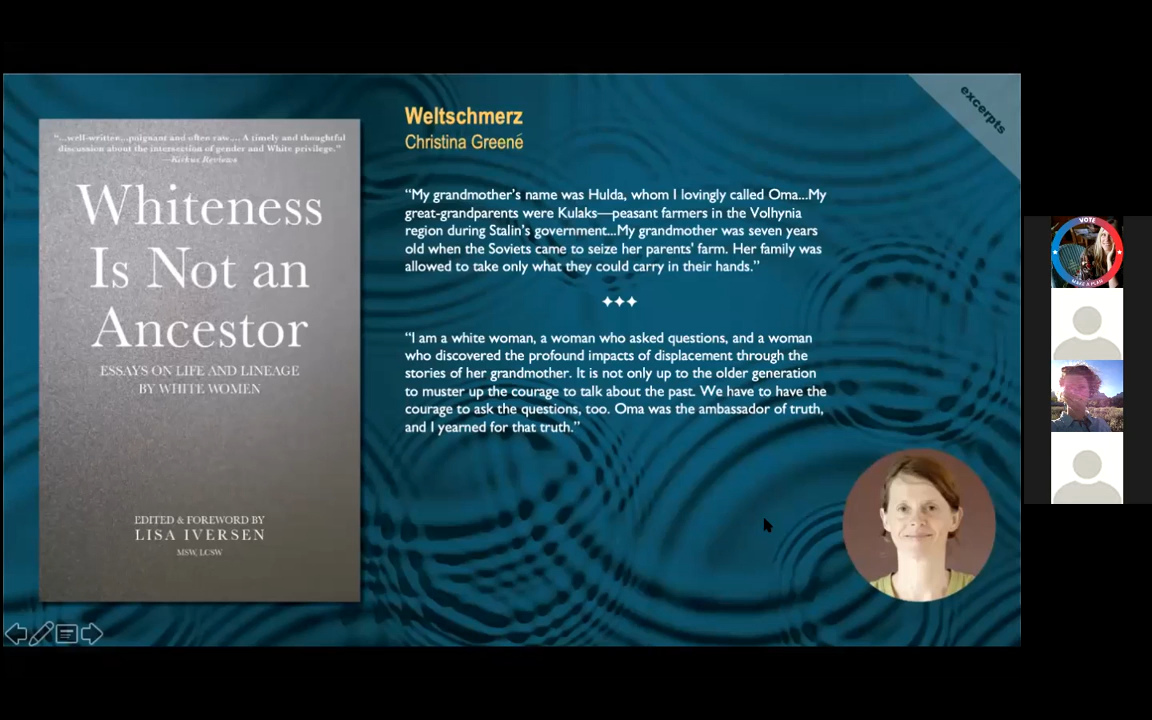 excerpts
"...well-written...poignant and often raw... A timely and thoughtful
discussion about the intersection of gender and White privilege."
—Kirkus Reviews
Whiteness
Is Not an
Ancestor
ESSAYS ON LIFE AND LINEAGE
BY WHITE WOMEN
EDITED & FOREWORD BY
LISA IVERSEN
MSW, LCSW
Weltschmerz
Christina Greené
“My grandmother’s name was Hulda, whom I lovingly called Oma...My
great-grandparents were Kulaks—peasant farmers in the Volhynia
region during Stalin’s government...My grandmother was seven years
old when the Soviets came to seize her parents’ farm. Her family was
allowed to take only what they could carry in their hands.”
“I am a white woman, a woman who asked questions, and a woman
who discovered the profound impacts of displacement through the
stories of her grandmother. It is not only up to the older generation
to muster up the courage to talk about the past. We have to have the
courage to ask the questions, too. Oma was the ambassador of truth,
and I yearned for that truth.”
VOTE
MAKE A PLAN